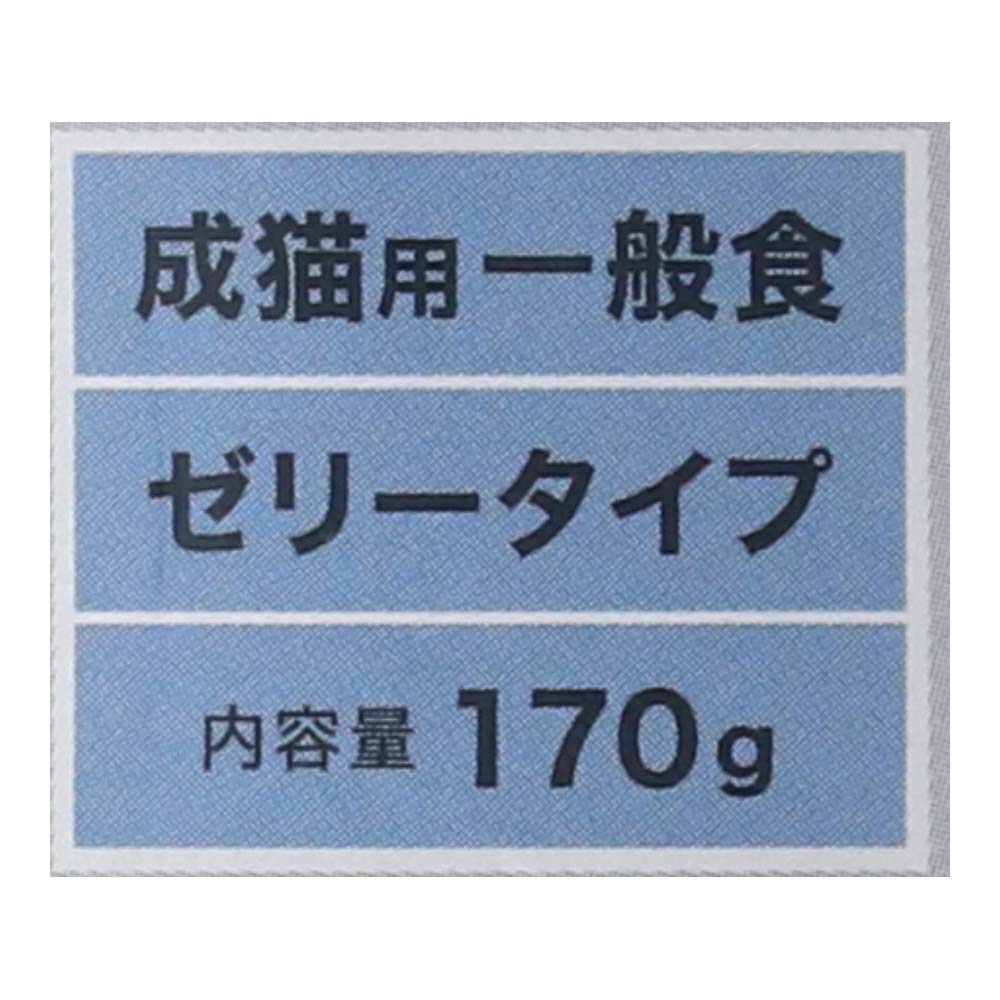 成猫用一般食
ゼリータイプ
内容量 170g